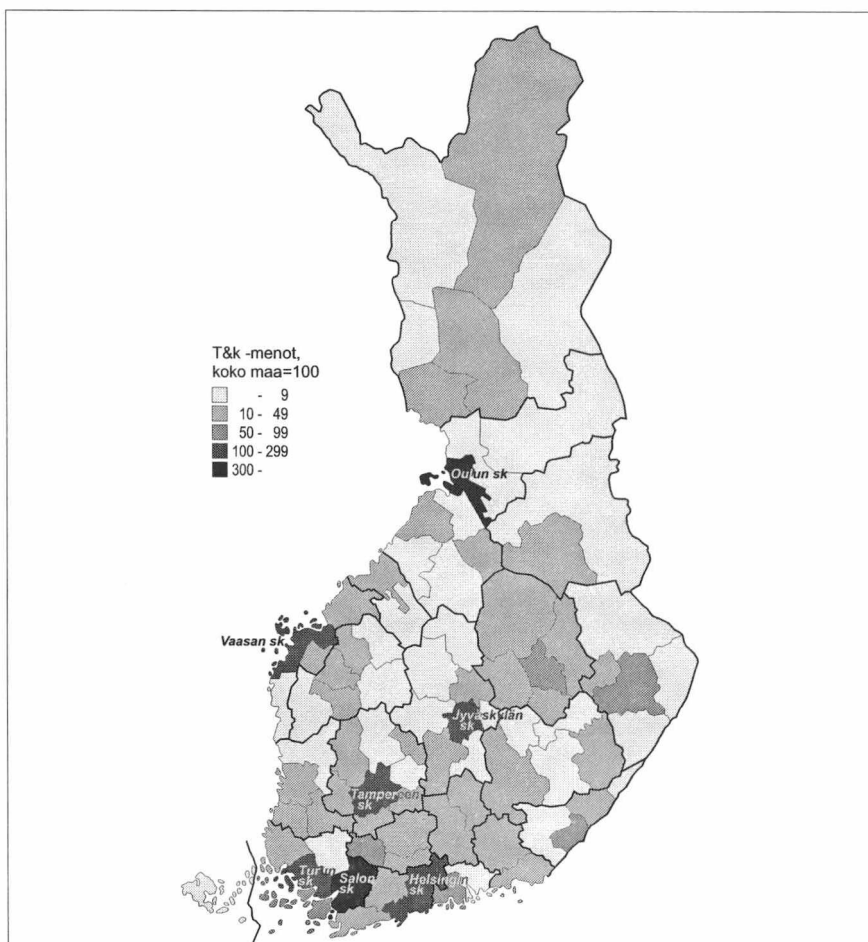 T&k -menot,
koko maa=100
- 9
10 - 49
50 - 99
100 - 299
300 -
Oulun sk
Vaasan sk
Jyväskylän
sk
Tampereen
sk
Turun
sk
Salon
sk
Helsingin
sk